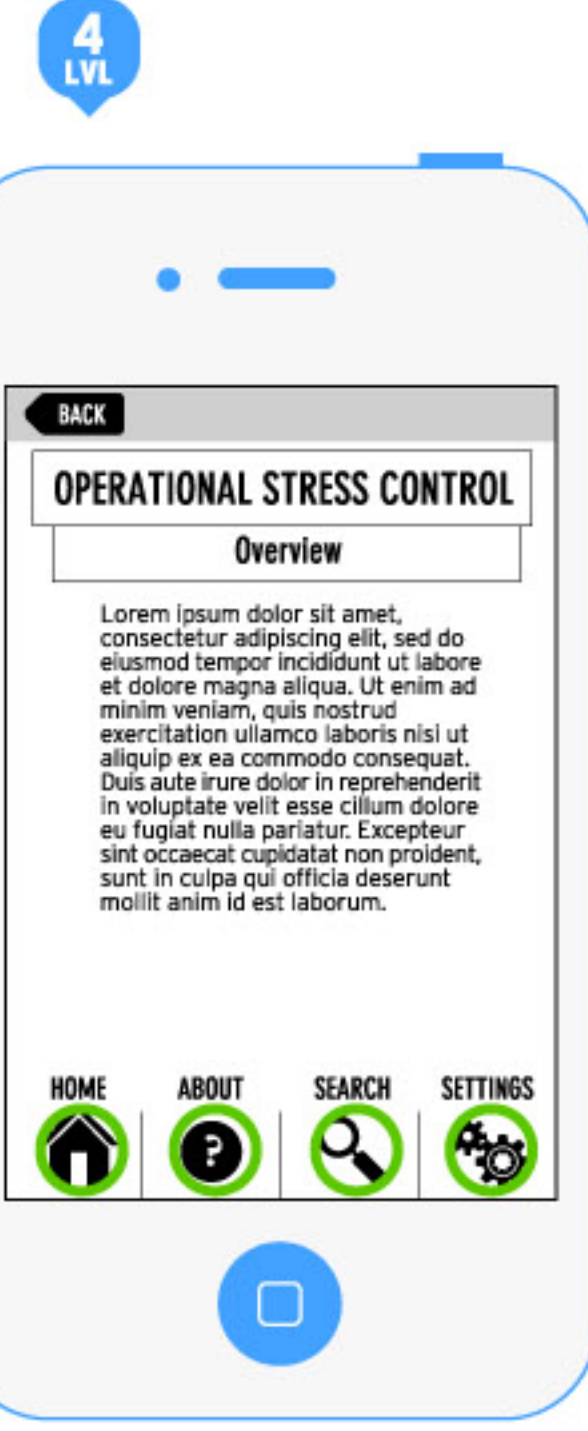 4
LVL
BACK
OPERATIONAL STRESS CONTROL
Overview
Lorem ipsum dolor sit amet,
consectetur adipiscing elit, sed do
eiusmod tempor incididunt ut labore
et dolore magna aliqua. Ut enim ad
minim veniam, quis nostrud
exercitation ullamco laboris nisi ut
aliquip ex ea commodo consequat.
Duis aute irure dolor in reprehenderit
in voluptate velit esse cillum dolore
eu fugiat nulla pariatur. Excepteur
sint occaecat cupidatat non proident,
sunt in culpa qui officia deserunt
mollit anim id est laborum.
HOME ABOUT SEARCH SETTINGS
?